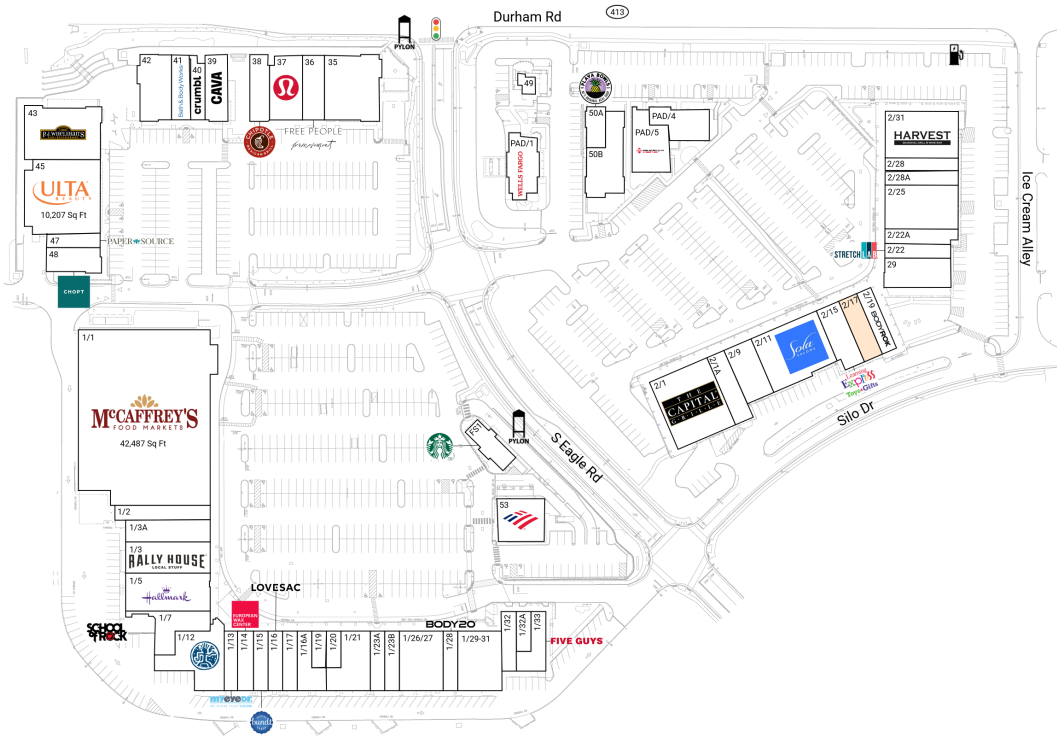 Durham Rd
413
PYLON
42
41
Bath & Body Works
40
crumbl
39
CAVA
38
37
36
35
CHIPOTLE
FREE PEOPLE
43
P.J. WHELIHAN'S
45
ULTA
BEAUTY
10,207 Sq Ft
47
PAPER SOURCE
48
CHOPT
49
PAD/1
WELLS FARGO
PLAYA BOWLS
50A
50B
PAD/4
PAD/5
2/31
HARVEST
2/28
2/28A
2/25
2/22A
2/22
STRETCH LAB
29
Ice Cream Alley
2/19
BODYROK
2/17
2/15
Sola
SALONS
2/11
2/9
2/1A
2/1
THE
CAPITAL
GRILLE
Learning
Express
Toys & Gifts
Silo Dr
S Eagle Rd
PYLON
FS1
53
1/1
McCAFFREY'S
FOOD MARKETS
42,487 Sq Ft
1/2
1/3A
1/3
RALLY HOUSE
LOCAL STUFF
1/5
Hallmark
1/7
SCHOOL
of ROCK
1/12
EUROPEAN
WAX
CENTER
LOVESAC
1/13
1/14
1/15
1/16
1/17
1/16A
1/19
1/20
1/21
1/23A
1/23B
1/26/27
BODY20
1/28
1/29-31
1/32
1/32A
1/33
FIVE GUYS
myeyedr.
bundt